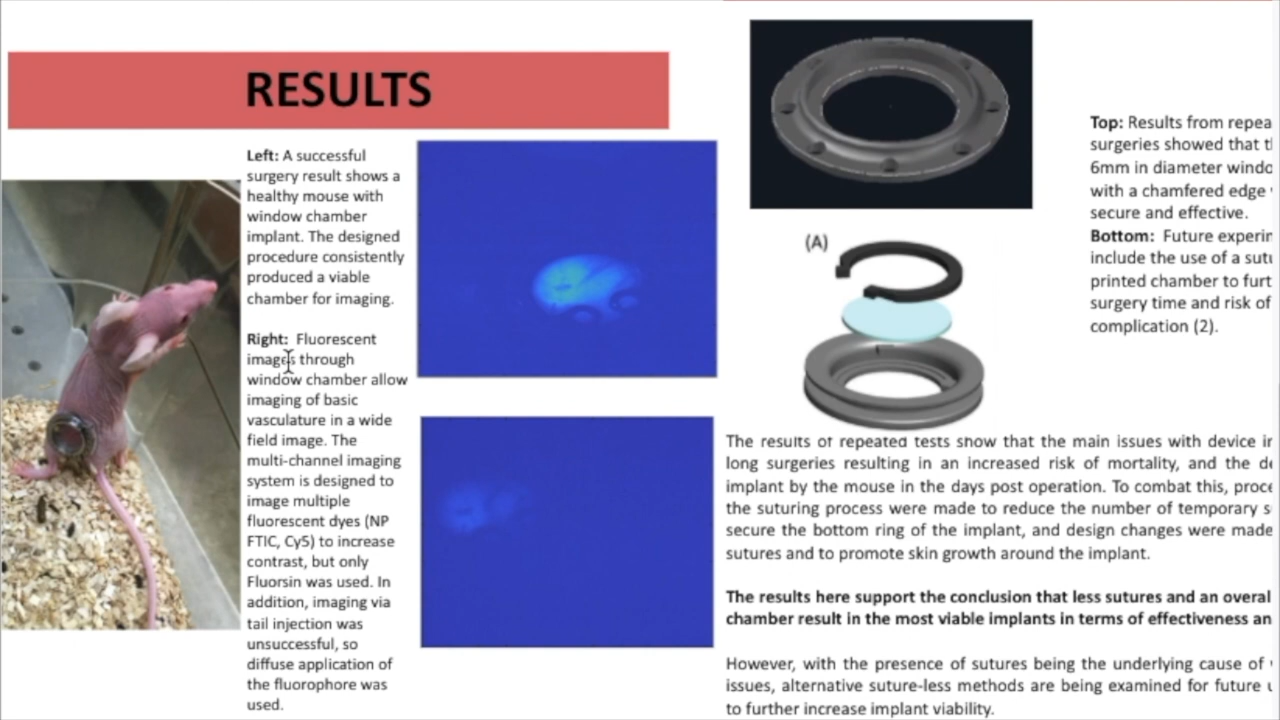 RESULTS
Left: A successful
surgery result shows a
healthy mouse with
window chamber
implant. The designed
procedure consistently
produced a viable
chamber for imaging.
Right: Fluorescent
images through
window chamber allow
imaging of basic
vasculature in a wide
field image. The
multi-channel imaging
system is designed to
image multiple
fluorescent dyes (NP
FTIC, Cy5) to increase
contrast, but only
Fluorsin was used. In
addition, imaging via
tail injection was
unsuccessful, so
diffuse application of
the fluorophore was
used.
(A)
Top: Results from repea
surgeries showed that t
6mm in diameter windo
with a chamfered edge
secure and effective.
Bottom: Future experin
include the use of a sutu
printed chamber to furt
surgery time and risk of
complication (2).
The results of repeated tests show that the main issues with device in
long surgeries resulting in an increased risk of mortality, and the de
implant by the mouse in the days post operation. To combat this, proce
the suturing process were made to reduce the number of temporary s
secure the bottom ring of the implant, and design changes were made
sutures and to promote skin growth around the implant.
The results here support the conclusion that less sutures and an overal
chamber result in the most viable implants in terms of effectiveness an
However, with the presence of sutures being the underlying cause of
issues, alternative suture-less methods are being examined for future u
to further increase implant viability.